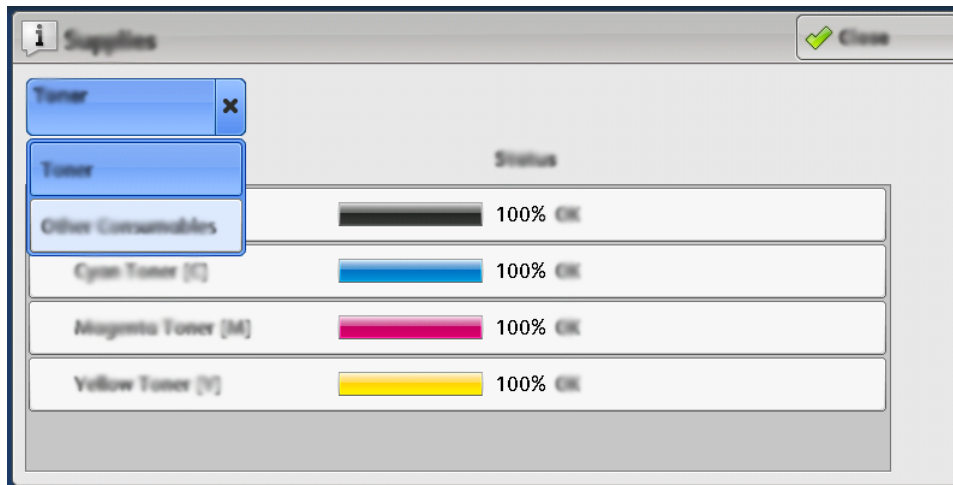 Supplies
Close
Toner
Status
Toner
100% OK
Other Consumables
Cyan Toner [C]
100% OK
Magenta Toner [M]
100% OK
Yellow Toner [Y]
100% OK